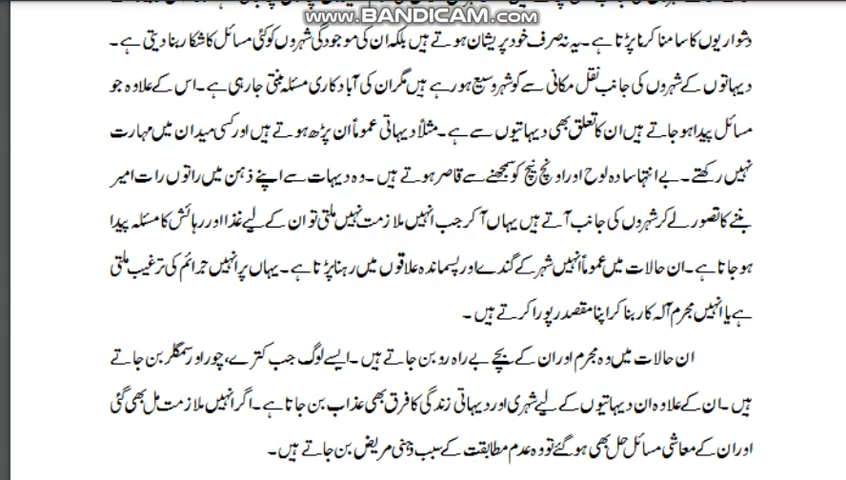 WWW.BANDICAM.COM
دشواریوں کا سامنا کرنا پڑتا ہے۔ یہ نہ صرف خود پریشان ہوتے ہیں بلکہ ان کی موجودگی شہروں کو کئی مسائل کا شکار بنا دیتی ہے۔
دیہاتوں کے شہروں کی جانب نقل مکانی سے گو شہر وسیع ہو رہے ہیں مگر ان کی آبادکاری مسئلہ بنتی جا رہی ہے۔ اس کے علاوہ جو
مسائل پیدا ہو جاتے ہیں ان کا تعلق بھی دیہاتیوں سے ہے۔ مثلاً دیہاتی عموماً ان پڑھ ہوتے ہیں اور کسی میدان میں مہارت
نہیں رکھتے۔ بے انتہا سادہ لوح اور اونچ نیچ کو سمجھنے سے قاصر ہوتے ہیں۔ وہ دیہات سے اپنے ذہن میں راتوں رات امیر
بننے کا تصور لے کر شہروں کی جانب آتے ہیں یہاں آ کر جب انہیں ملازمت نہیں ملتی تو ان کے لیے غذا اور رہائش کا مسئلہ پیدا
ہو جاتا ہے۔ ان حالات میں عموماً انہیں شہر کے گندے اور پسماندہ علاقوں میں رہنا پڑتا ہے۔ یہاں پر انہیں جرائم کی ترغیب ملتی
ہے یا انہیں مجرم آلہ کار بنا کر اپنا مقصد پورا کرتے ہیں۔
ان حالات میں وہ مجرم اور ان کے بچے بے راہ رو بن جاتے ہیں۔ ایسے لوگ جب کترے، چور اور سمگلر بن جاتے
ہیں۔ ان کے علاوہ ان دیہاتیوں کے لیے شہری اور دیہاتی زندگی کا فرق بھی عذاب بن جاتا ہے۔ اگر انہیں ملازمت مل بھی گئی
اور ان کے معاشی مسائل حل بھی ہو گئے تو وہ عدم مطابقت کے سبب ذہنی مریض بن جاتے ہیں۔